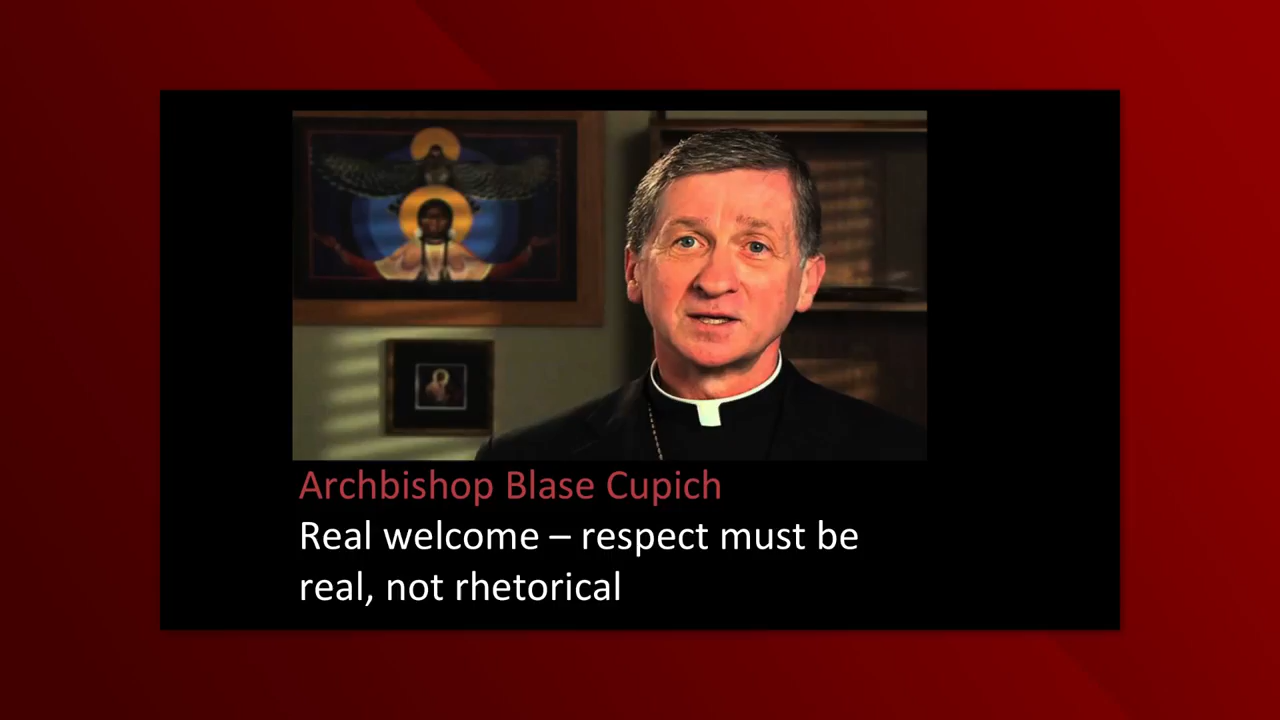 Archbishop Blase Cupich
Real welcome – respect must be
real, not rhetorical